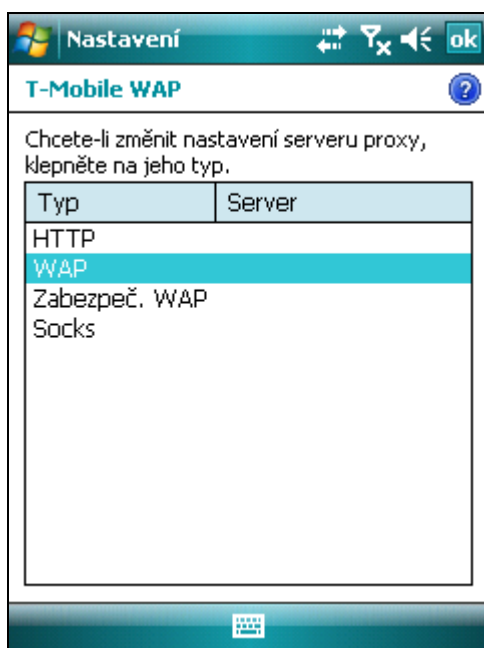 Nastavení ok
T-Mobile WAP ?
Chcete-li změnit nastavení serveru proxy,
klepněte na jeho typ.
Typ Server
HTTP
WAP
Zabezpeč. WAP
Socks